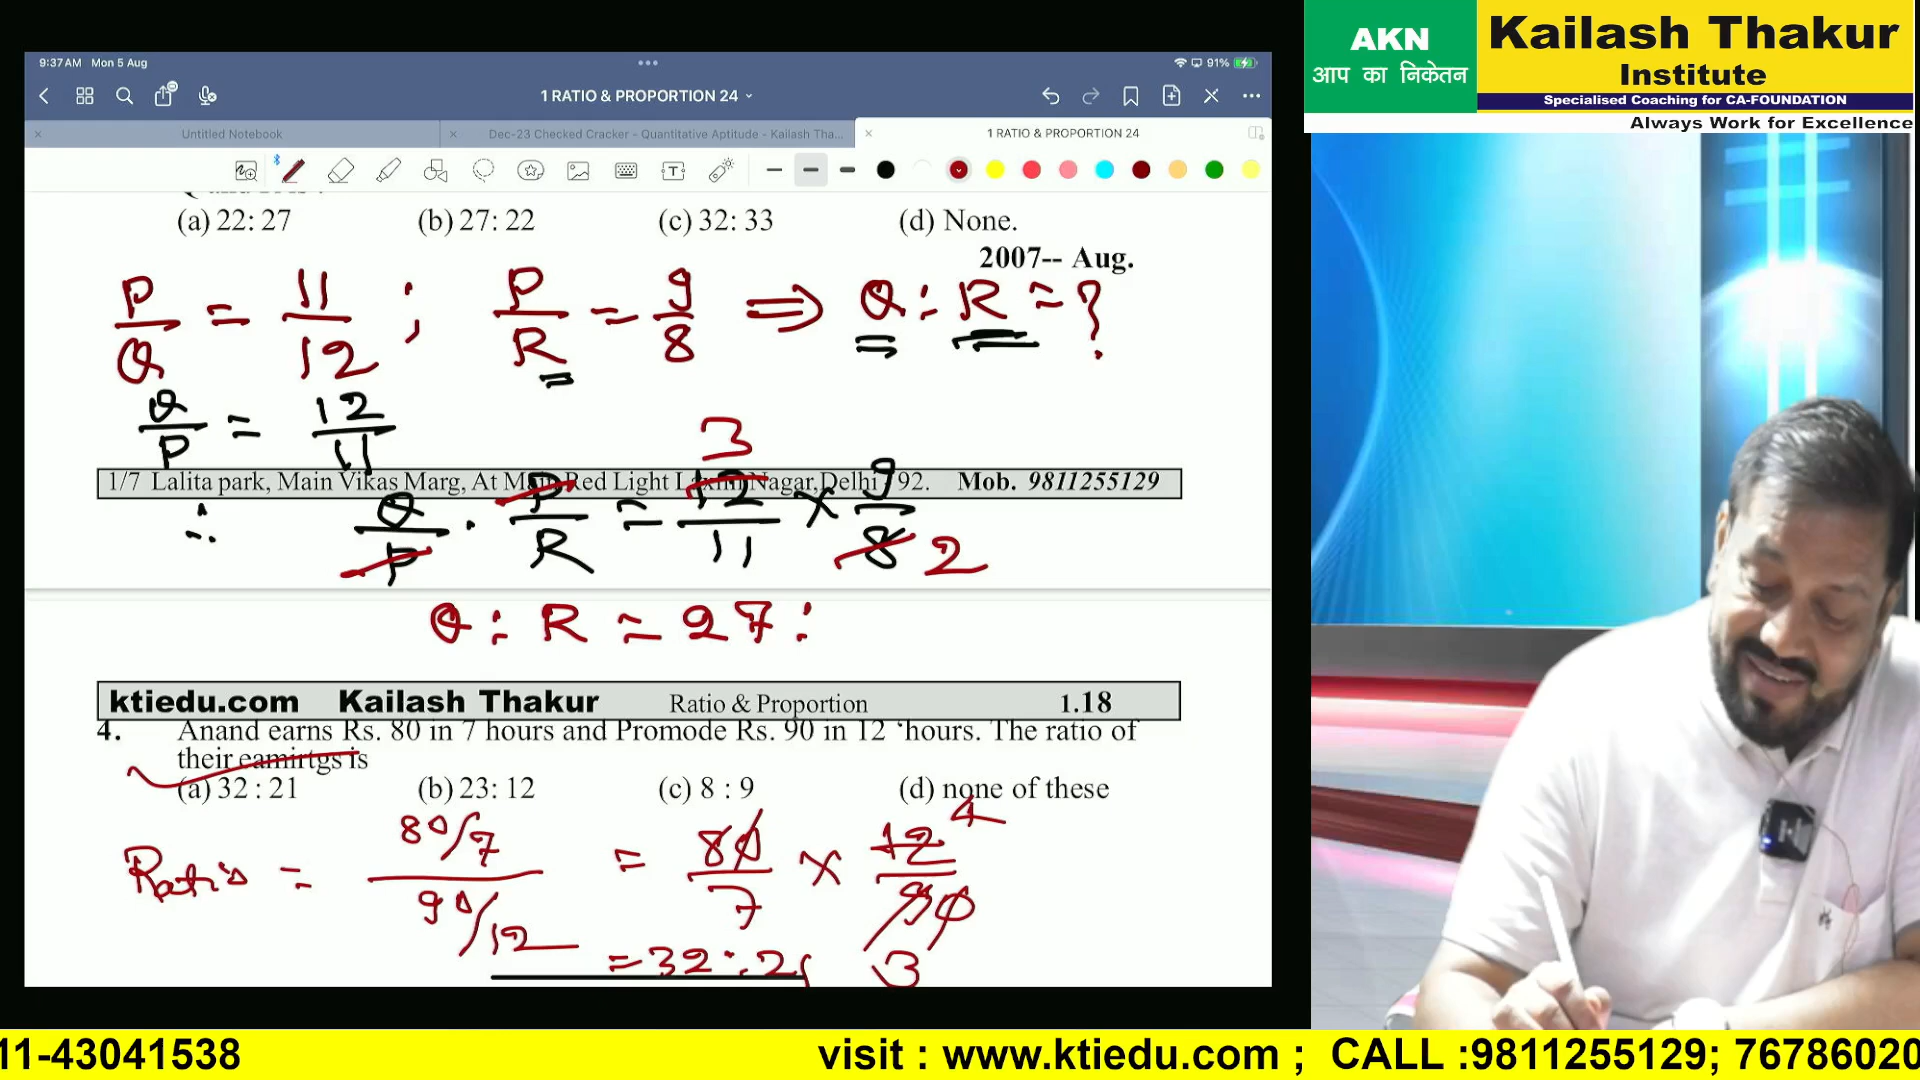 AKN
आप का निकेतन
Kailash Thakur
Institute
Specialised Coaching for CA-FOUNDATION
Always Work for Excellence
9:37AM Mon 5 Aug
91%
1 RATIO & PROPORTION 24
Untitled Notebook
Dec-23 Checked Cracker - Quantitative Aptitude - Kailash Tha...
1 RATIO & PROPORTION 24
(a) 22: 27 (b) 27: 22 (c) 32: 33 (d) None.
2007-- Aug.
P/Q = 11/12 ; P/R = 9/8 ⇒ Q : R = ?
Q/P = 12/11
3
1/7 Lalita park, Main Vikas Marg, At Main Red Light Laxmi Nagar, Delhi - 92. Mob. 9811255129
∴ Q/P . P/R = 12/11 × 9/8 2
Q : R = 27 :
ktiedu.com Kailash Thakur Ratio & Proportion 1.18
4. Anand earns Rs. 80 in 7 hours and Promode Rs. 90 in 12 ‘hours. The ratio of
their eamirtgs is
(a) 32 : 21 (b) 23: 12 (c) 8 : 9 (d) none of these
Ratio = 80/7 / 90/12 = 80/7 × 12/90 4
3
= 32 : 21
11-43041538 visit : www.ktiedu.com ; CALL :9811255129; 76786020